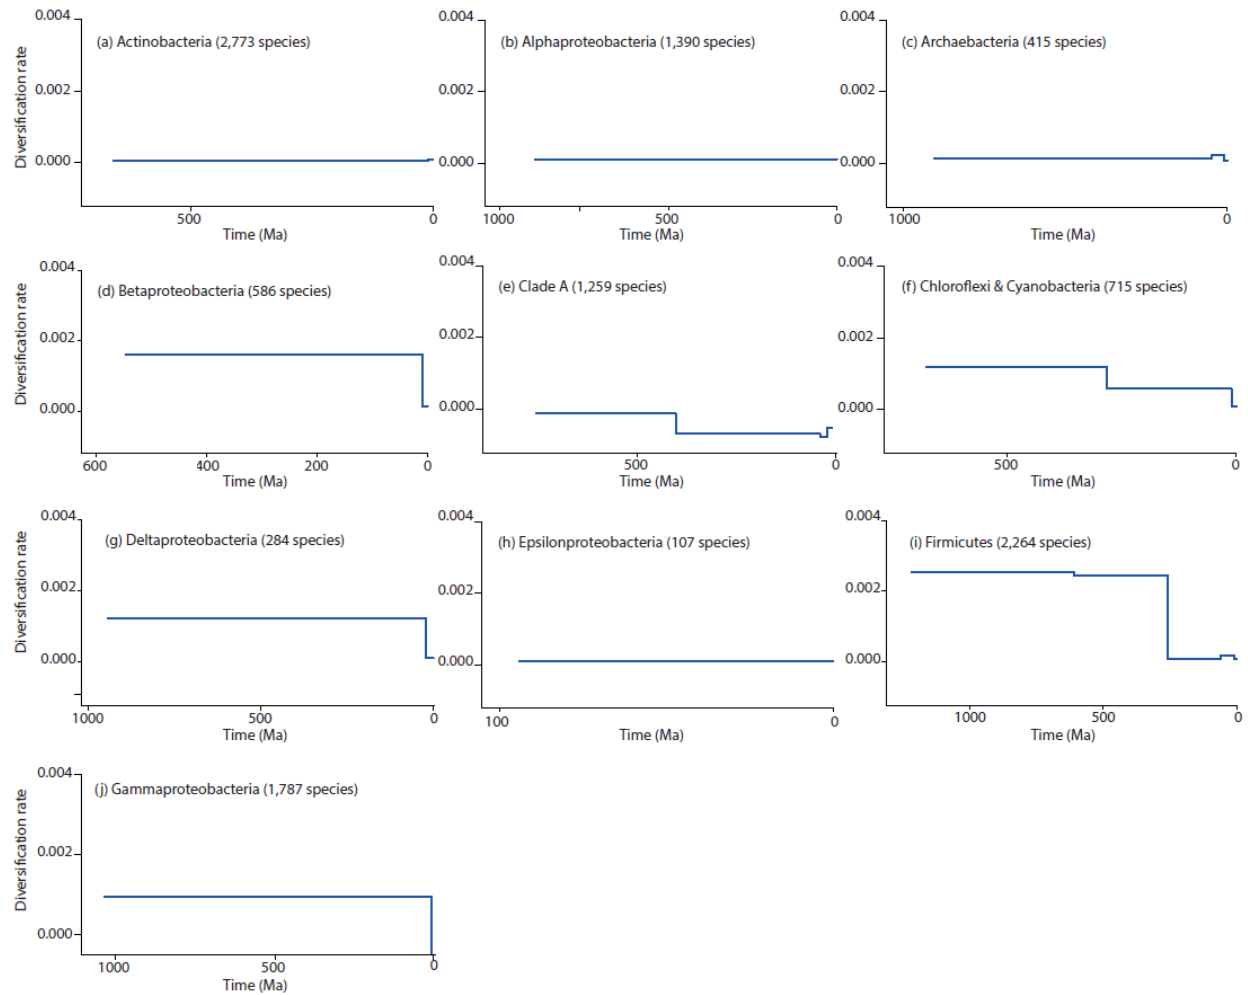 (a) Actinobacteria (2,773 species)
Diversification rate
0.004
0.002
0.000
500
0
Time (Ma)
(b) Alphaproteobacteria (1,390 species)
0.004
0.002
0.000
1000
500
0
Time (Ma)
(c) Archaebacteria (415 species)
0.004
0.002
0.000
1000
0
Time (Ma)
(d) Betaproteobacteria (586 species)
Diversification rate
0.004
0.002
0.000
600
400
200
0
Time (Ma)
(e) Clade A (1,259 species)
0.004
0.002
0.000
500
0
Time (Ma)
(f) Chloroflexi & Cyanobacteria (715 species)
0.004
0.002
0.000
500
0
Time (Ma)
(g) Deltaproteobacteria (284 species)
Diversification rate
0.004
0.002
0.000
1000
500
0
Time (Ma)
(h) Epsilonproteobacteria (107 species)
0.004
0.002
0.000
100
0
Time (Ma)
(i) Firmicutes (2,264 species)
0.004
0.002
0.000
1000
500
0
Time (Ma)
(j) Gammaproteobacteria (1,787 species)
Diversification rate
0.004
0.002
0.000
1000
500
0
Time (Ma)